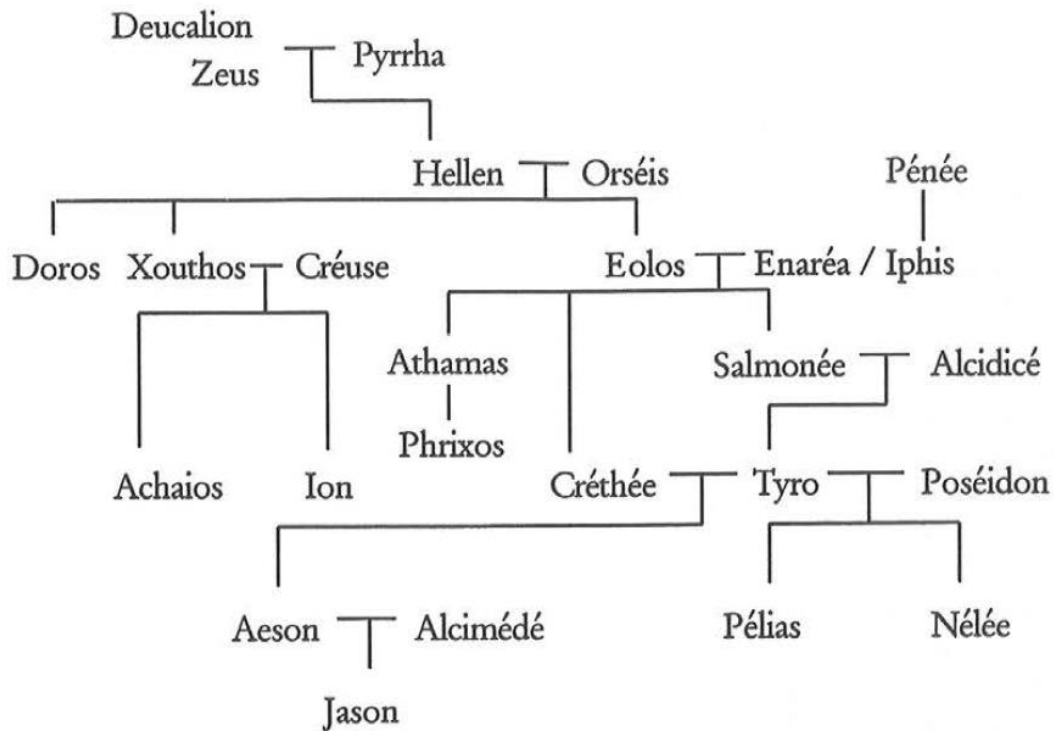 Deucalion
Zeus Pyrrha
Hellen Orséis Pénée
Doros Xouthos Créuse Eolos Enaréa / Iphis
Athamas Salmonée Alcidicé
Phrixos
Achaios Ion Créthée Tyro Poséidon
Aeson Alcimédé Pélias Nélée
Jason